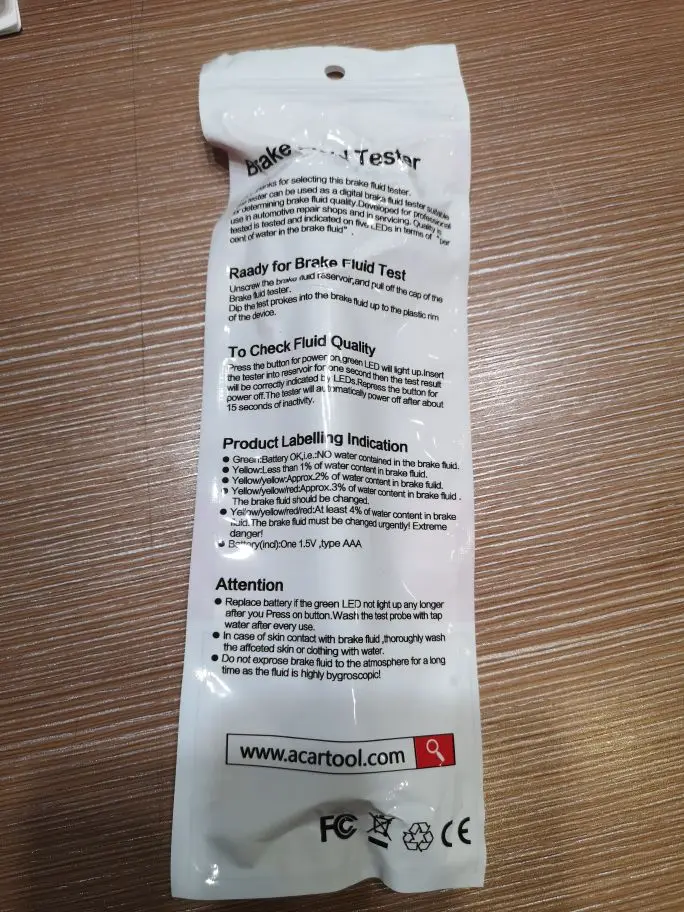 Brake Tester
for selecting this brake fluid tester.
tester can be used as a digital brake fluid tester suitable
determining brake fluid quality.Developed for professional
use in automotive repair shops and in servicing. Quality is
tested is tested and indicated on five LEDs in terms of "per
cent of water in the brake fluid" .
Raady for Brake Fluid Test
Unscrew the brake fluid reservoir,and pull off the cap of the
Brake fluid tester.
Dip the test prokes into the brake fluid up to the plastic rim
of the device.
To Check Fluid Quality
Press the button for power on,green LED will light up.Insert
the tester into reservoir for one second then the test result
will be correctly indicated by LEDs.Repress the button for
power off.The tester will automatically power off after about
15 seconds of inactivity.
Product Labelling Indication
● Green:Battery OK,i.e.:NO water contained in the brake fluid.
● Yellow:Less than 1% of water content in brake fluid.
● Yellow/yellow:Approx.2% of water content in brake fuild.
● Yellow/yellow/red:Approx.3% of water content in brake fluid .
The brake fluid should be changed.
● Yellow/yellow/red/red:At least 4% of water content in brake
fluid.The brake fluid must be changed urgently! Extreme
danger!
● Battery(incl):One 1.5V ,type AAA
Attention
● Replace battery if the green LED not light up any longer
after you Press on button.Wash the test probe with tap
water after every use.
● In case of skin contact with brake fluid ,thoroughly wash
the affceted skin or clothing with water.
● Do not exprose brake fluid to the atmosphere for a long
time as the fluid is highly bygroscopic!
www.acartool.com
FC CE